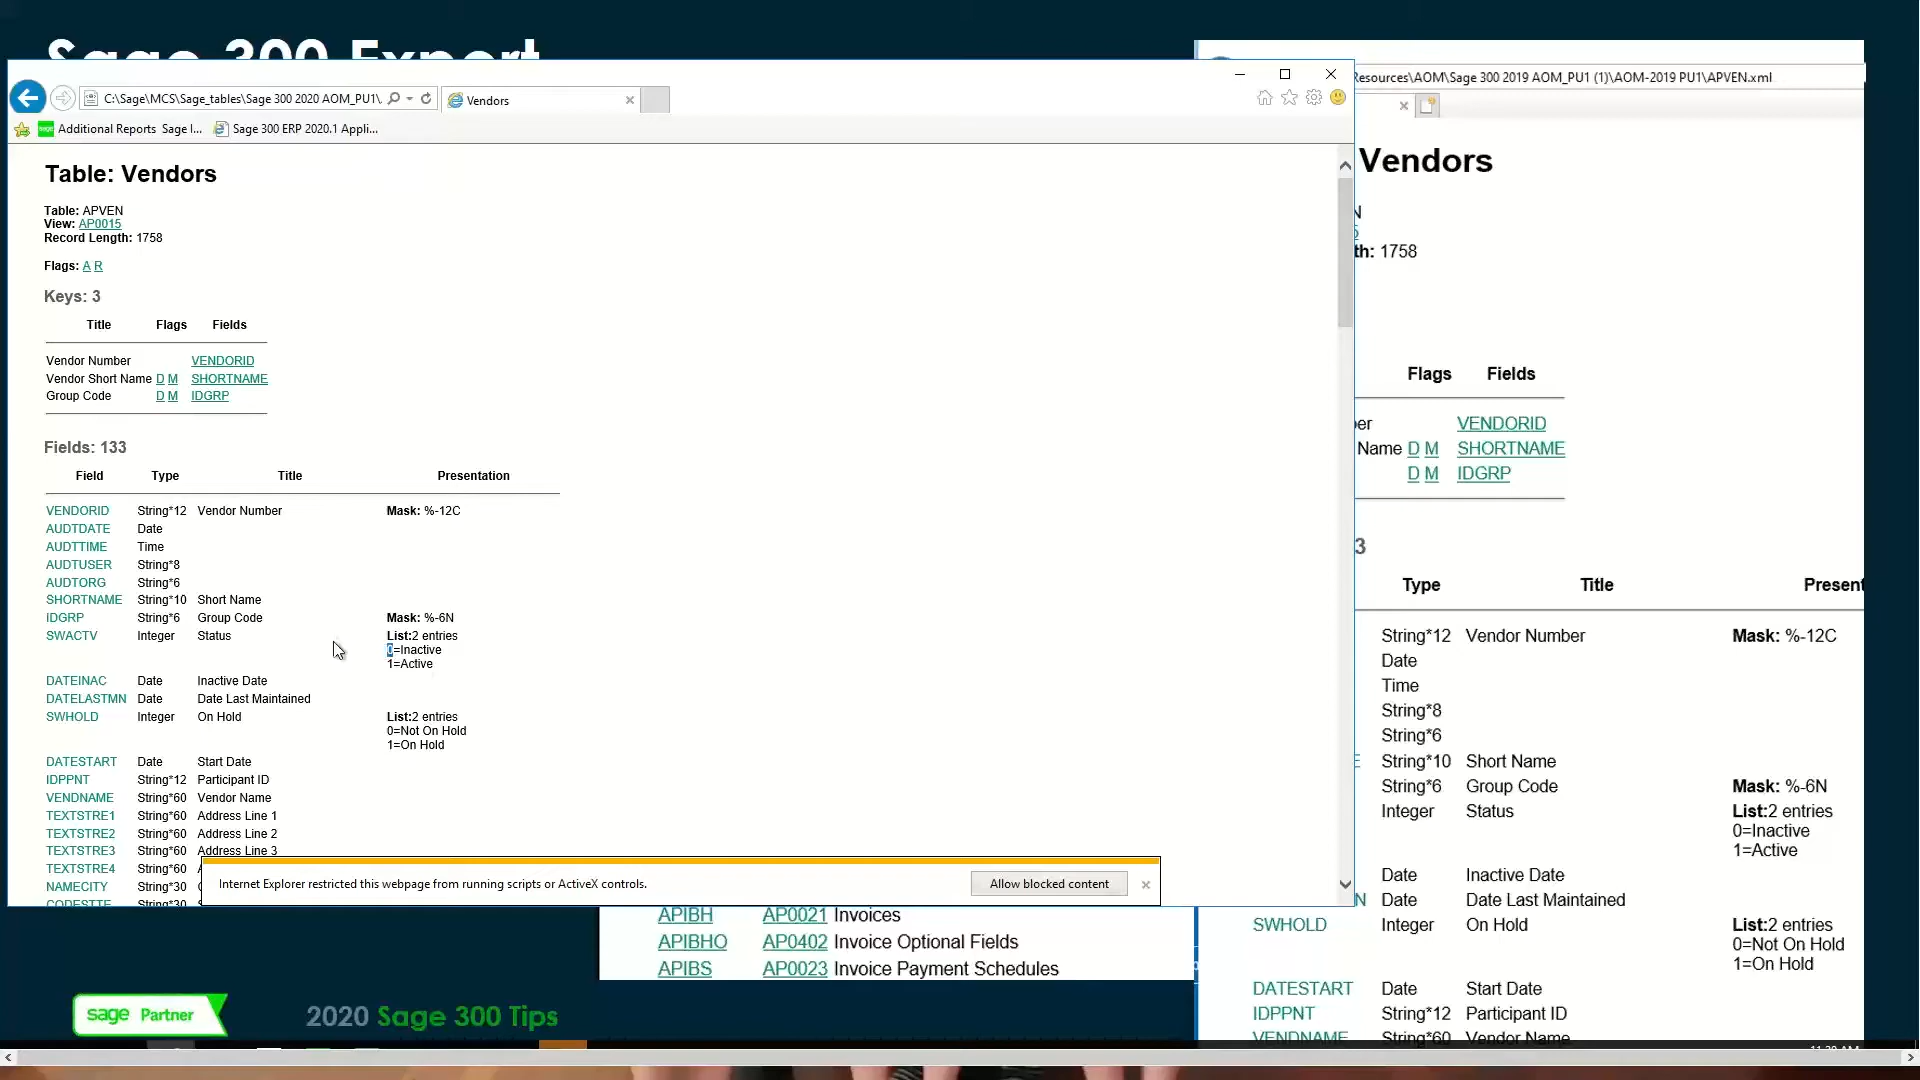 Sage 300 Expert
C:\Sage\MCS\Sage_tables\Sage 300 2020 AOM_PU1\
Vendors
Additional Reports Sage I...
Sage 300 ERP 2020.1 Appli...
Table: Vendors
Table: APVEN
View: AP0015
Record Length: 1758
Flags: A R
Keys: 3
Title Flags Fields
Vendor Number VENDORID
Vendor Short Name D M SHORTNAME
Group Code D M IDGRP
Fields: 133
Field Type Title Presentation
VENDORID String*12 Vendor Number Mask: %-12C
AUDTDATE Date
AUDTTIME Time
AUDTUSER String*8
AUDTORG String*6
SHORTNAME String*10 Short Name
IDGRP String*6 Group Code Mask: %-6N
SWACTV Integer Status List:2 entries
0=Inactive
1=Active
DATEINAC Date Inactive Date
DATELASTMN Date Date Last Maintained
SWHOLD Integer On Hold List:2 entries
0=Not On Hold
1=On Hold
DATESTART Date Start Date
IDPPNT String*12 Participant ID
VENDNAME String*60 Vendor Name
TEXTSTRE1 String*60 Address Line 1
TEXTSTRE2 String*60 Address Line 2
TEXTSTRE3 String*60 Address Line 3
TEXTSTRE4 String*60
NAMECITY String*30
CODESTTE String*30
Internet Explorer restricted this webpage from running scripts or ActiveX controls.
Allow blocked content
APIBH AP0021 Invoices
APIBHO AP0402 Invoice Optional Fields
APIBS AP0023 Invoice Payment Schedules
sage Partner
2020 Sage 300 Tips
esources\AOM\Sage 300 2019 AOM_PU1 (1)\AOM-2019 PU1\APVEN.xml
Vendors
th: 1758
Flags Fields
er VENDORID
Name D M SHORTNAME
D M IDGRP
3
Type Title Present
String*12 Vendor Number Mask: %-12C
Date
Time
String*8
String*6
String*10 Short Name
String*6 Group Code Mask: %-6N
Integer Status List:2 entries
0=Inactive
1=Active
Date Inactive Date
N Date Date Last Maintained
SWHOLD Integer On Hold List:2 entries
0=Not On Hold
1=On Hold
DATESTART Date Start Date
IDPPNT String*12 Participant ID
VENDNAME String*60 Vendor Name